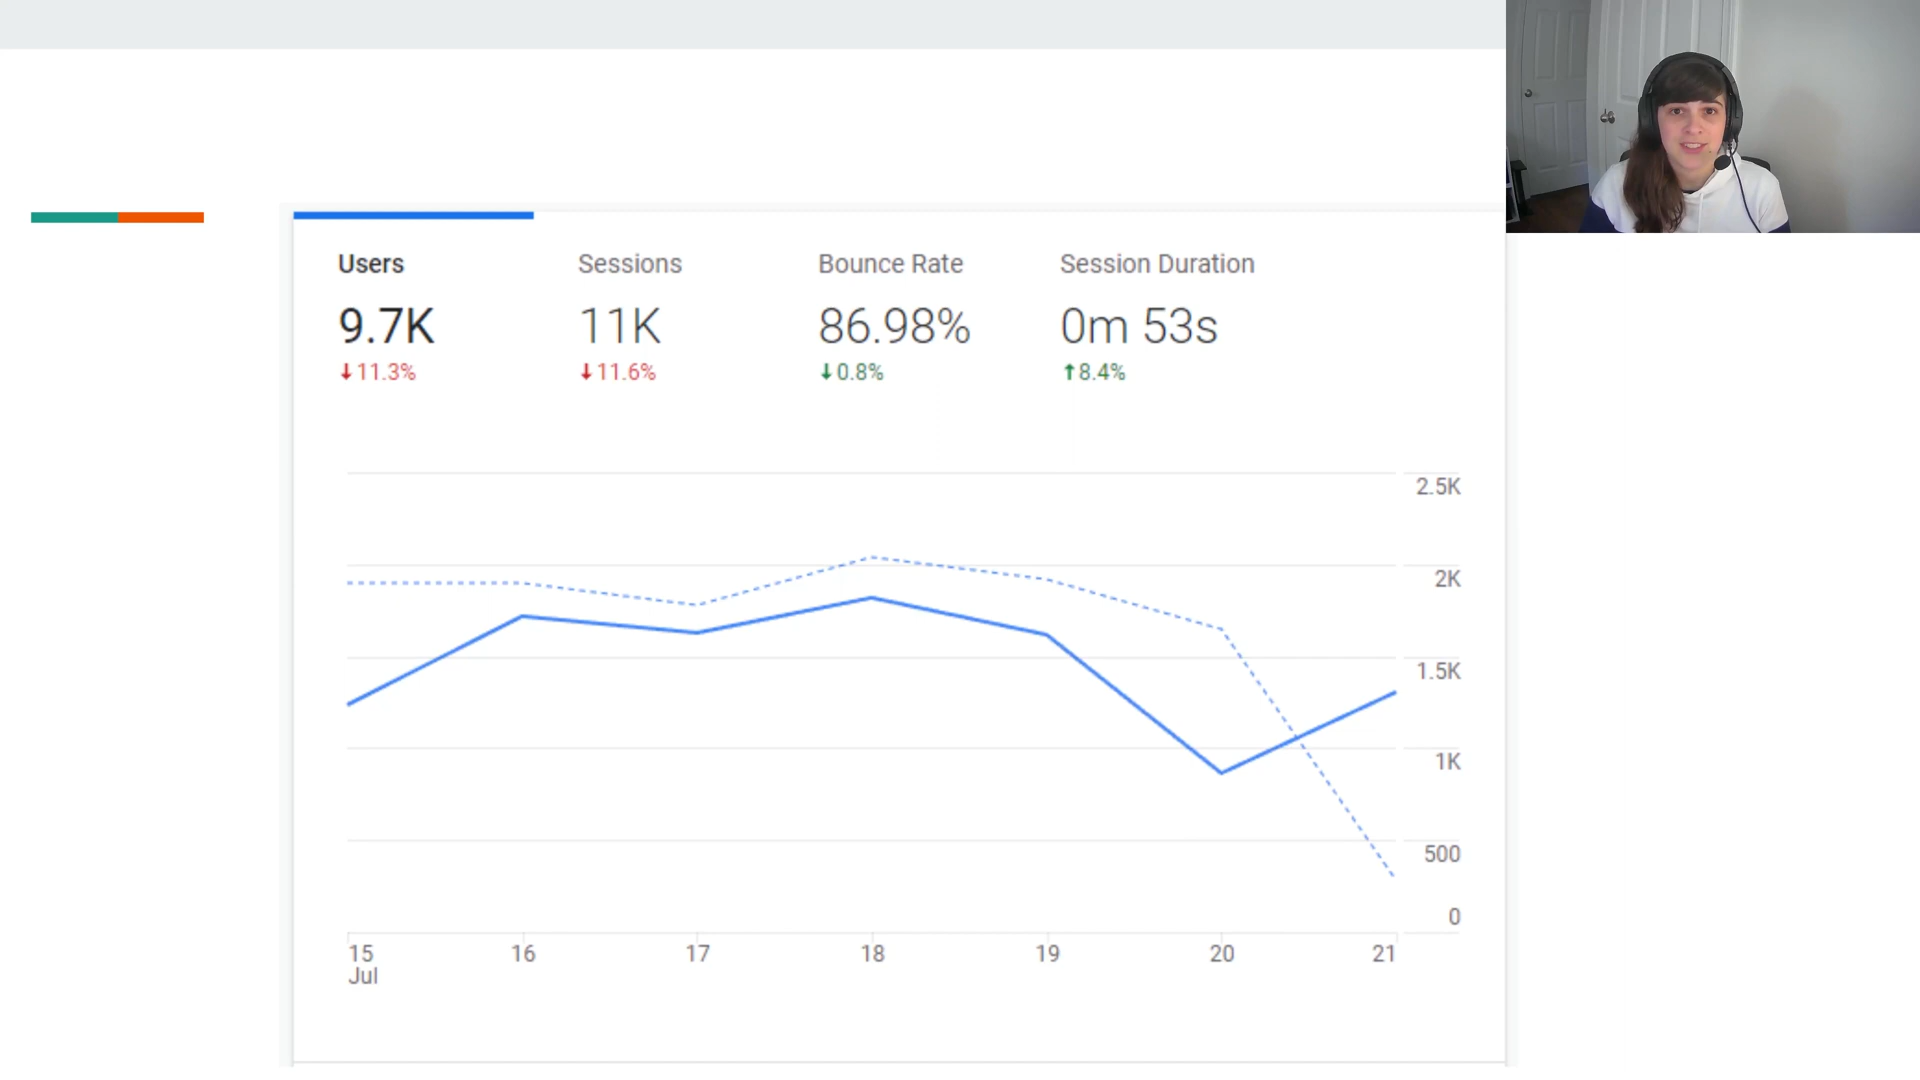 Users Sessions Bounce Rate Session Duration
9.7K 11K 86.98% 0m 53s
↓11.3% ↓11.6% ↓0.8% ↑8.4%
2.5K
2K
1.5K
1K
500
0
15 16 17 18 19 20 21
Jul